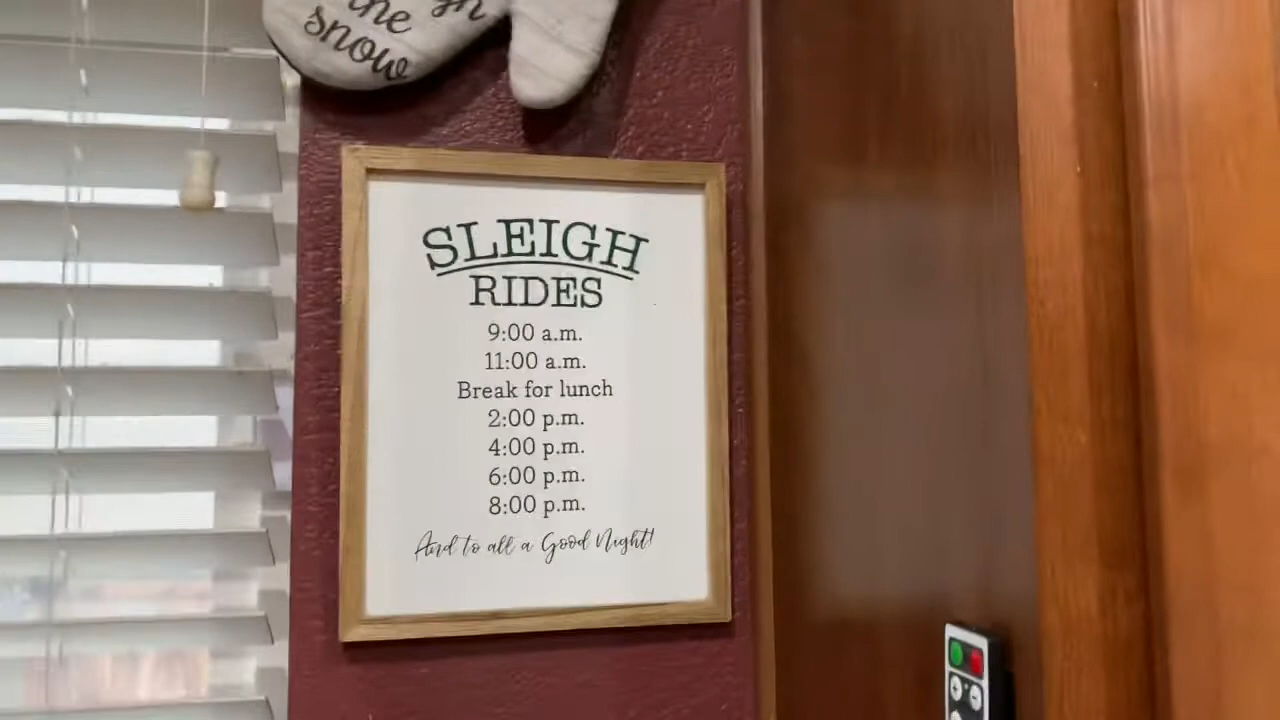 the
snow
SLEIGH
RIDES
9:00 a.m.
11:00 a.m.
Break for lunch
2:00 p.m.
4:00 p.m.
6:00 p.m.
8:00 p.m.
And to all a Good Night!